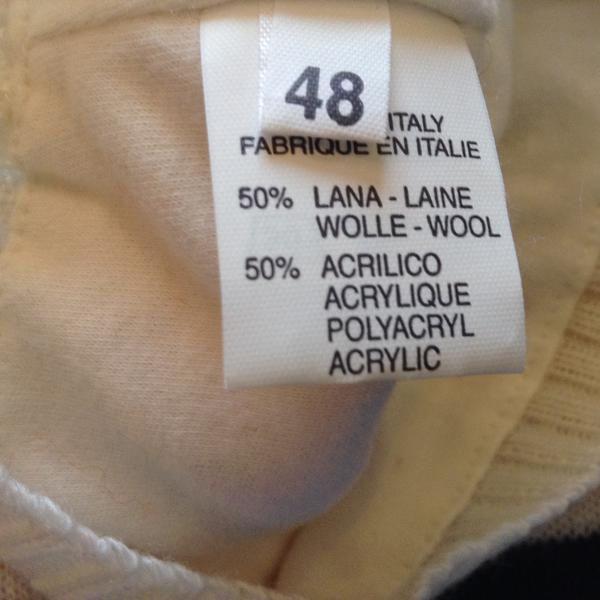 48
ITALY
FABRIQUE EN ITALIE
50% LANA - LAINE
WOLLE - WOOL
50% ACRILICO
ACRYLIQUE
POLYACRYL
ACRYLIC